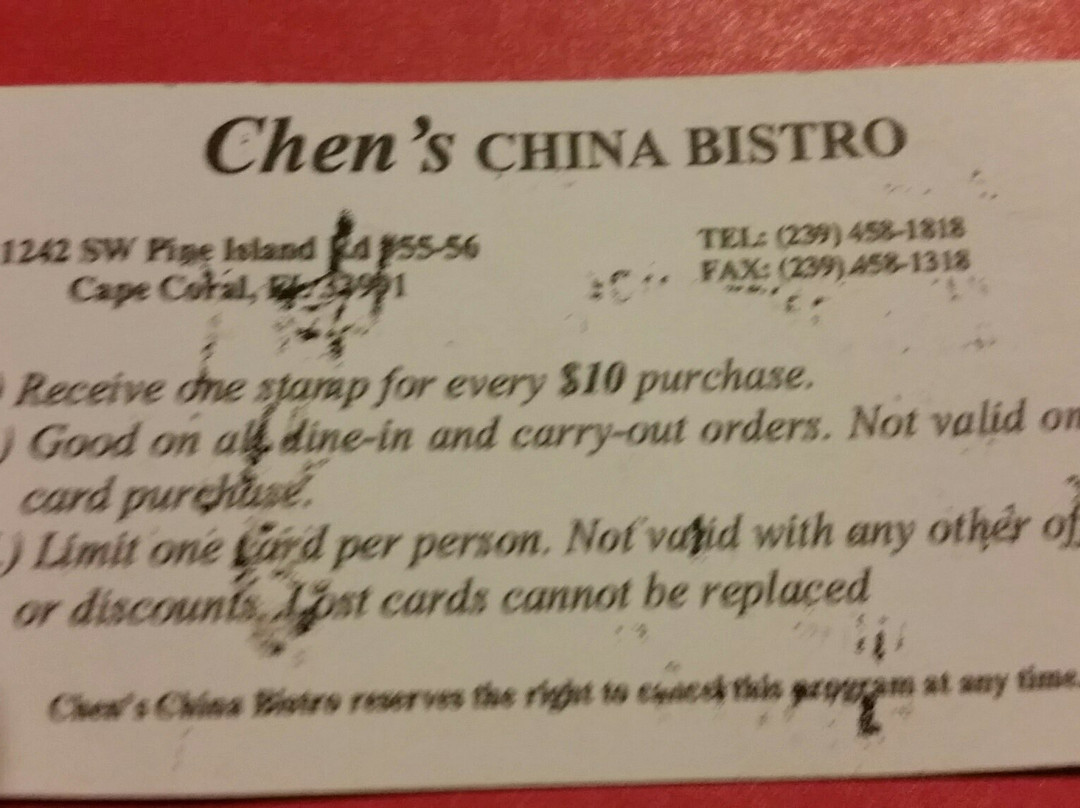 Chen's CHINA BISTRO
1242 SW Pine Island Rd #55-56
Cape Coral, FL 33991
TEL: (239) 458-1818
FAX: (239) 458-1318
) Receive one stamp for every $10 purchase.
) Good on all dine-in and carry-out orders. Not valid on
card purchase.
.) Limit one card per person. Not valid with any other of
or discounts. Lost cards cannot be replaced
Chen's China Bistro reserves the right to cancel this program at any time.